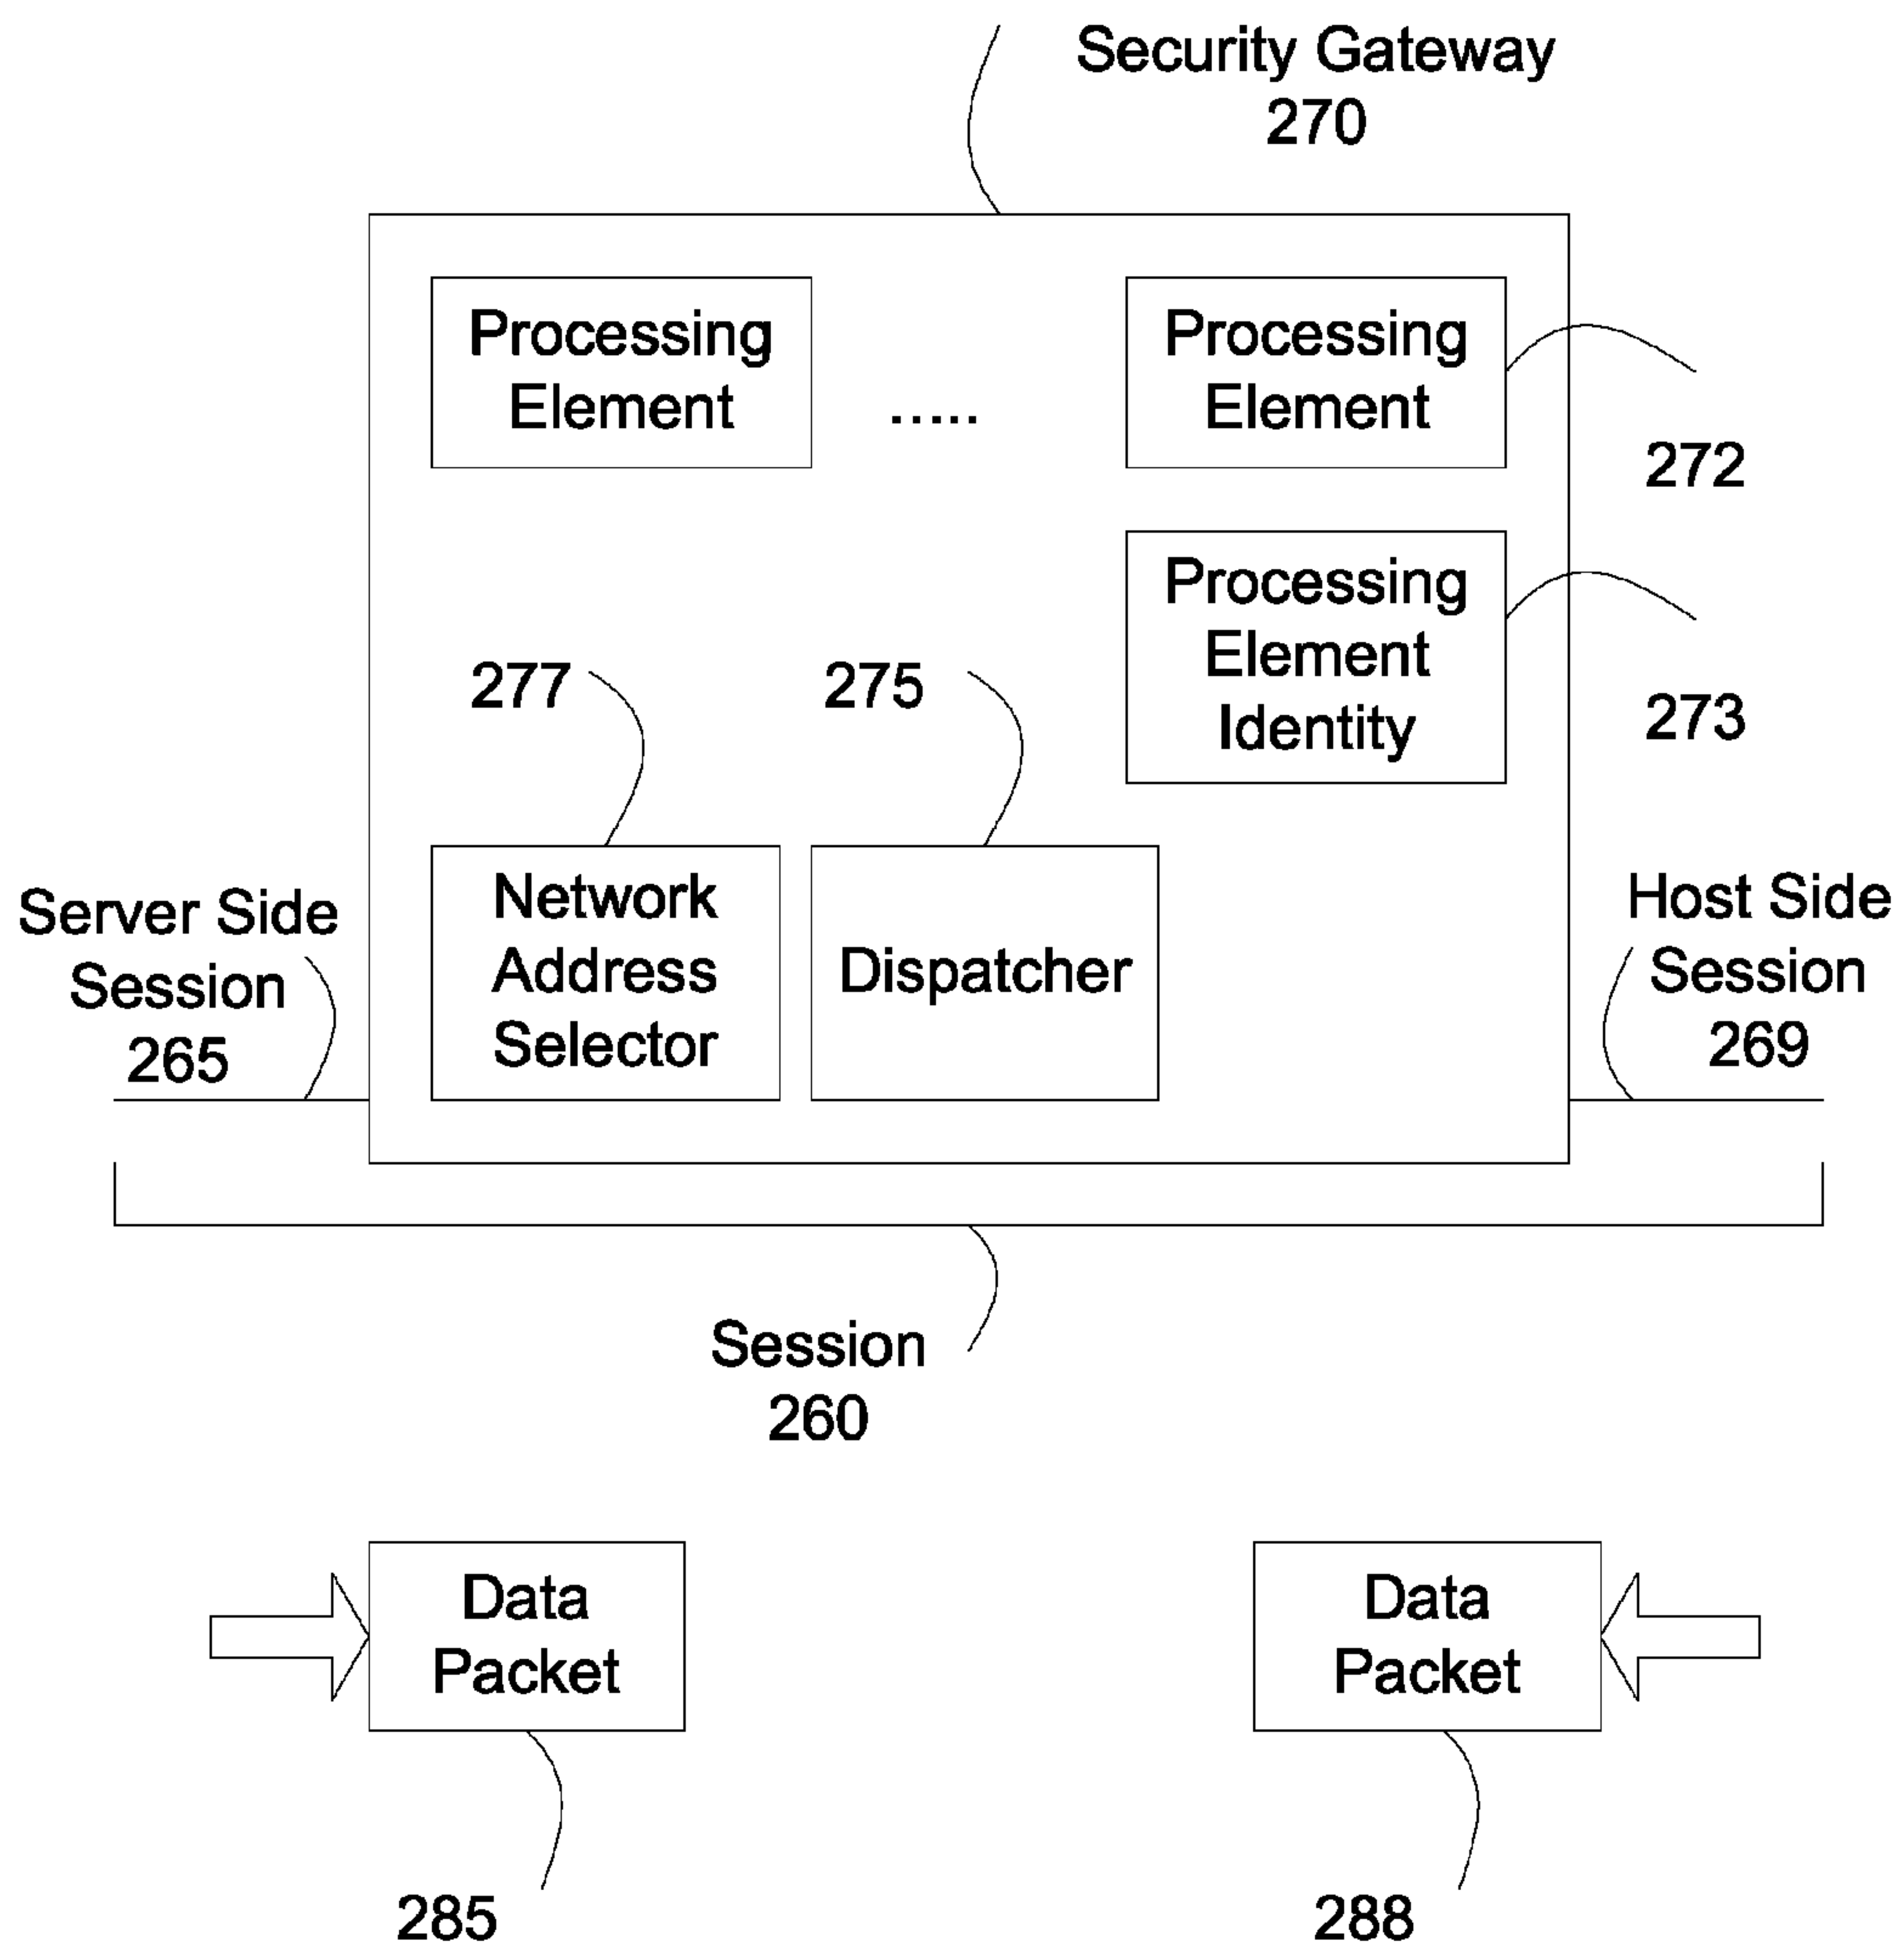 Security Gateway
270
Processing
Element
.....
Processing
Element
272
Processing
Element
Identity
273
277
275
Network
Address
Selector
Dispatcher
Server Side
Session
265
Host Side
Session
269
Session
260
Data
Packet
Data
Packet
285
288